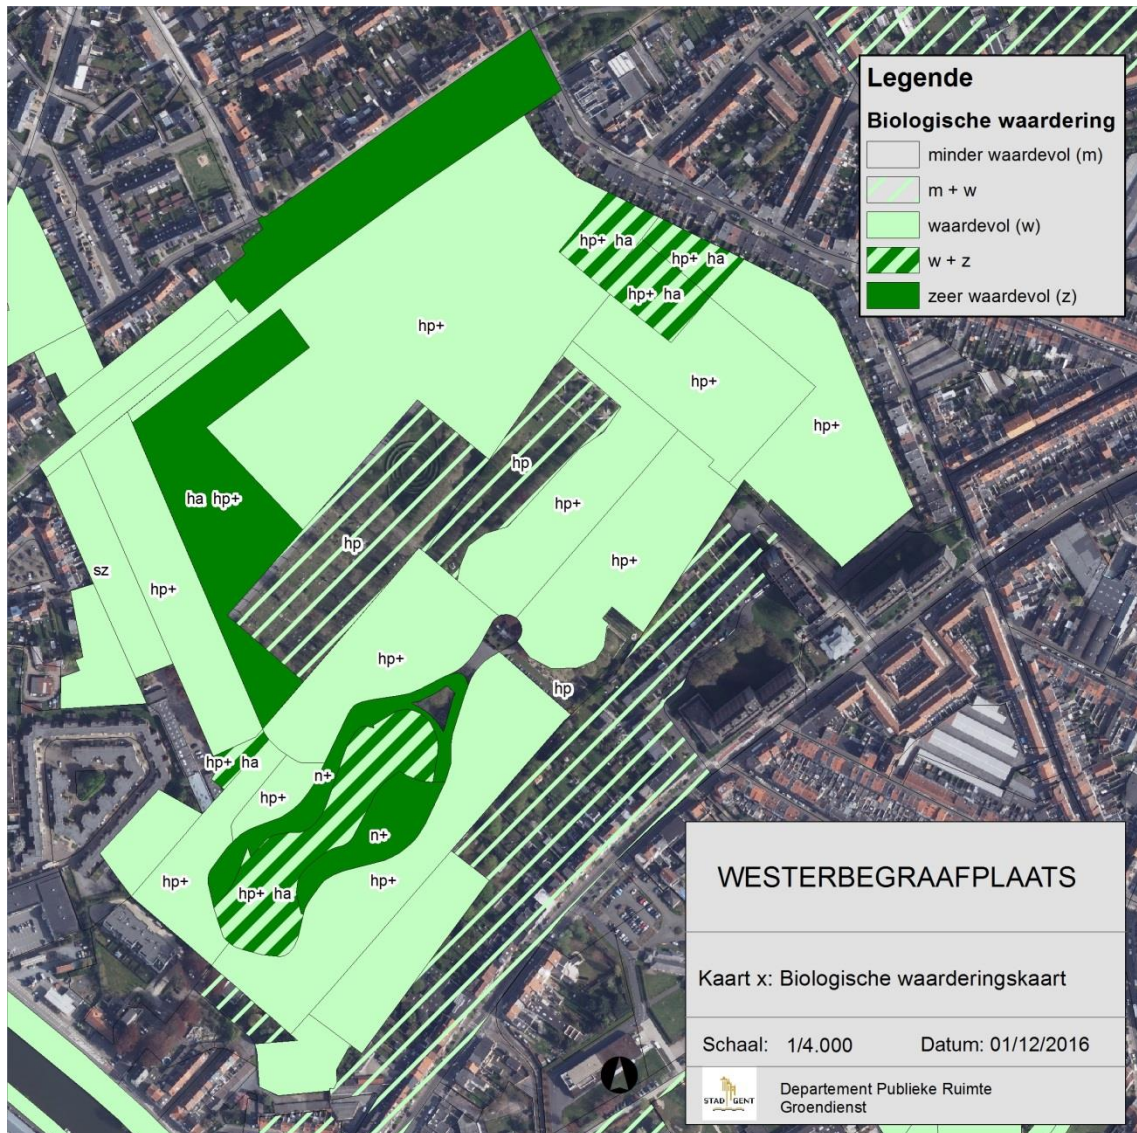 Legende
Biologische waardering
minder waardevol (m)
m + w
waardevol (w)
w + z
zeer waardevol (z)
hp+ ha
hp+ ha
hp+ ha
hp+
hp+
hp+
hp
hp+
ha hp+
hp
hp+
sz
hp+
hp+
hp
hp+ ha
n+
hp+
n+
hp+
hp+
hp+ ha
WESTERBEGRAAFPLAATS
Kaart x: Biologische waarderingskaart
Schaal: 1/4.000 Datum: 01/12/2016
STAD GENT
Departement Publieke Ruimte
Groendienst